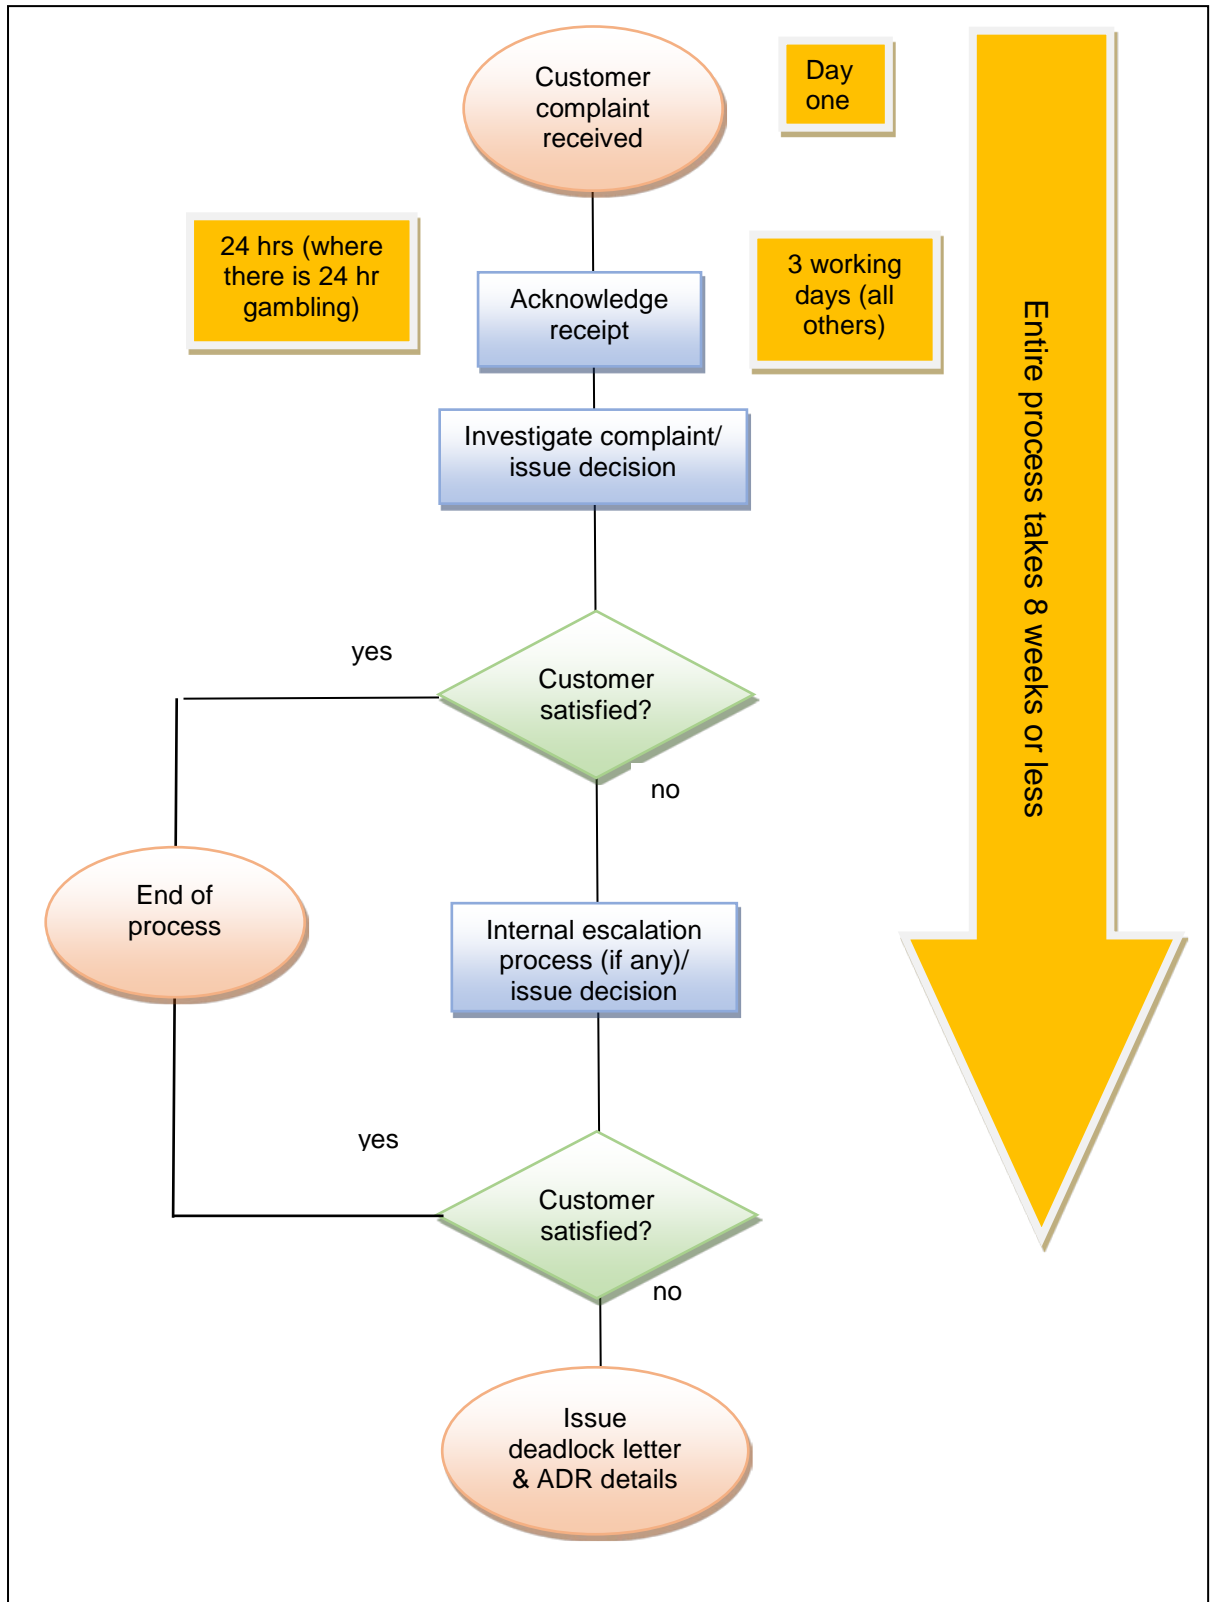 Customer
complaint
received
Day
one
24 hrs (where
there is 24 hr
gambling)
Acknowledge
receipt
3 working
days (all
others)
Entire process takes 8 weeks or less
Investigate complaint/
issue decision
yes
Customer
satisfied?
no
End of
process
Internal escalation
process (if any)/
issue decision
yes
Customer
satisfied?
no
Issue
deadlock letter
& ADR details